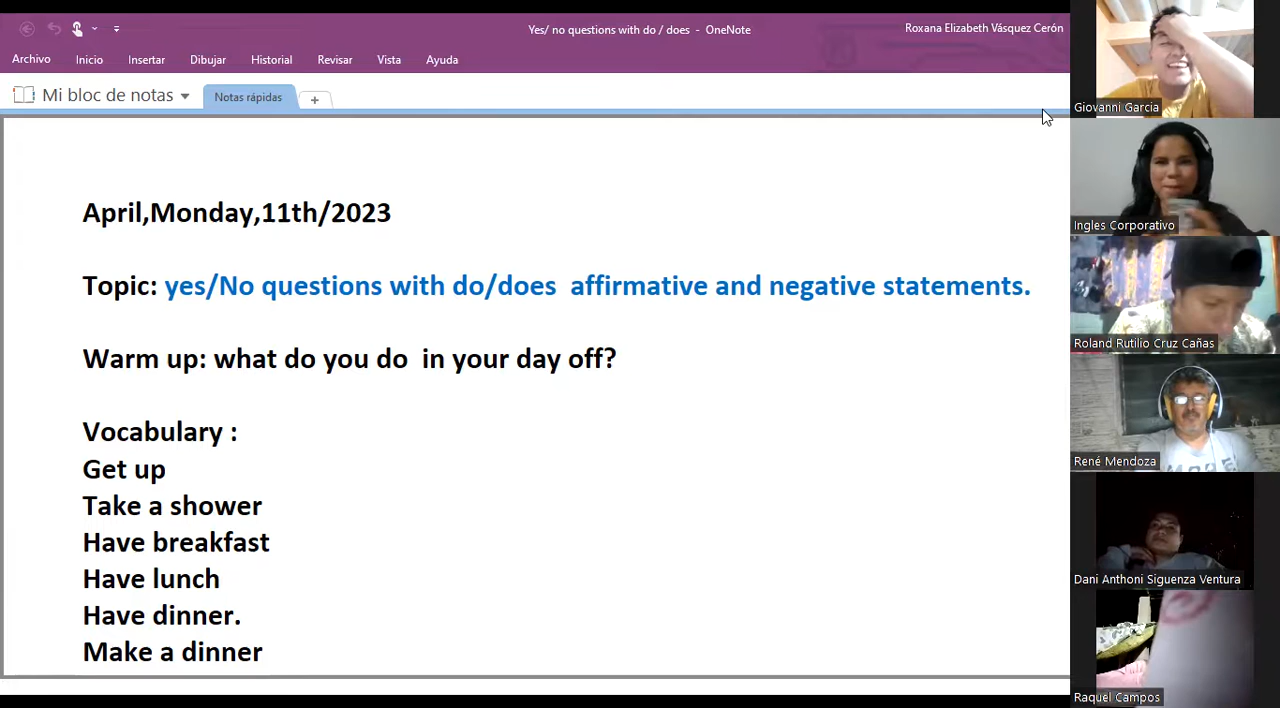 Yes/ no questions with do / does - OneNote
Roxana Elizabeth Vásquez Cerón
Archivo Inicio Insertar Dibujar Historial Revisar Vista Ayuda
Mi bloc de notas Notas rápidas
April,Monday,11th/2023
Topic: yes/No questions with do/does affirmative and negative statements.
Warm up: what do you do in your day off?
Vocabulary :
Get up
Take a shower
Have breakfast
Have lunch
Have dinner.
Make a dinner
Giovanni Garcia
Ingles Corporativo
Roland Rutilio Cruz Cañas
René Mendoza
Dani Anthoni Siguenza Ventura
Raquel Campos